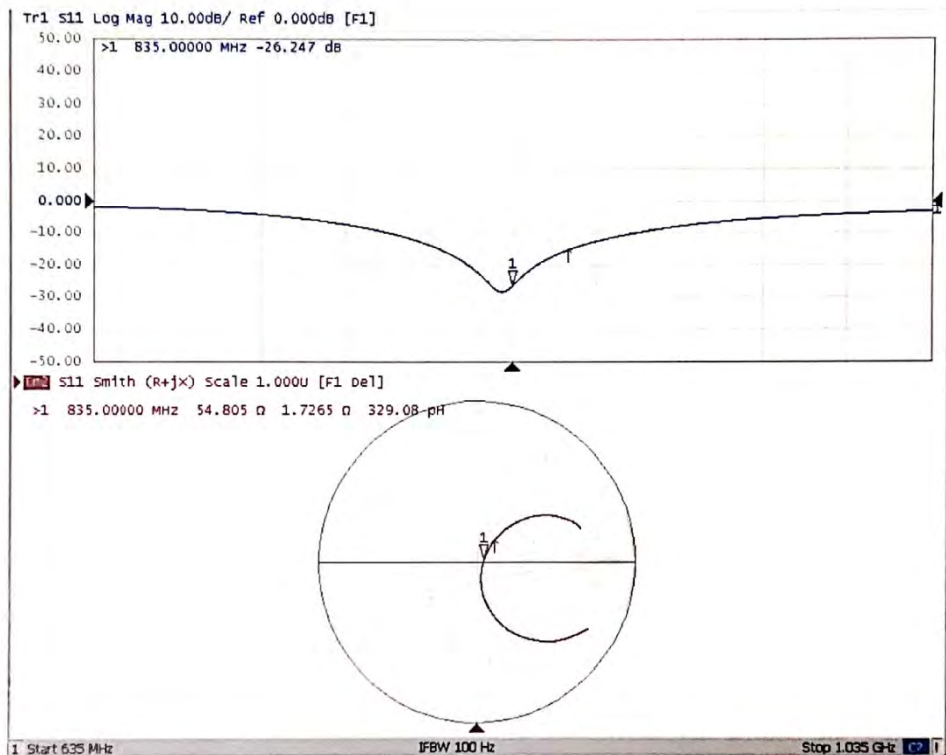 Tr1 S11 Log Mag 10.00dB/ Ref 0.000dB [F1]
50.00
>1 835.00000 MHz -26.247 dB
40.00
30.00
20.00
10.00
0.000
-10.00
-20.00
-30.00
-40.00
-50.00
1
1
S11 Smith (R+jX) Scale 1.000U [F1 Del]
>1 835.00000 MHz 54.805 Ω 1.7265 Ω 329.08 pH
1
1 Start 635 MHz IFBW 100 Hz Stop 1.035 GHz C?